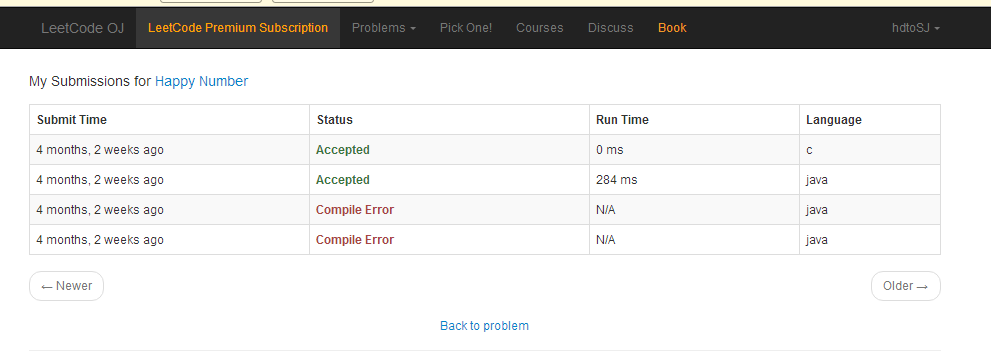 LeetCode OJ LeetCode Premium Subscription Problems Pick One! Courses Discuss Book hdtoSJ
My Submissions for Happy Number
Submit Time Status Run Time Language
4 months, 2 weeks ago Accepted 0 ms c
4 months, 2 weeks ago Accepted 284 ms java
4 months, 2 weeks ago Compile Error N/A java
4 months, 2 weeks ago Compile Error N/A java
← Newer Older →
Back to problem